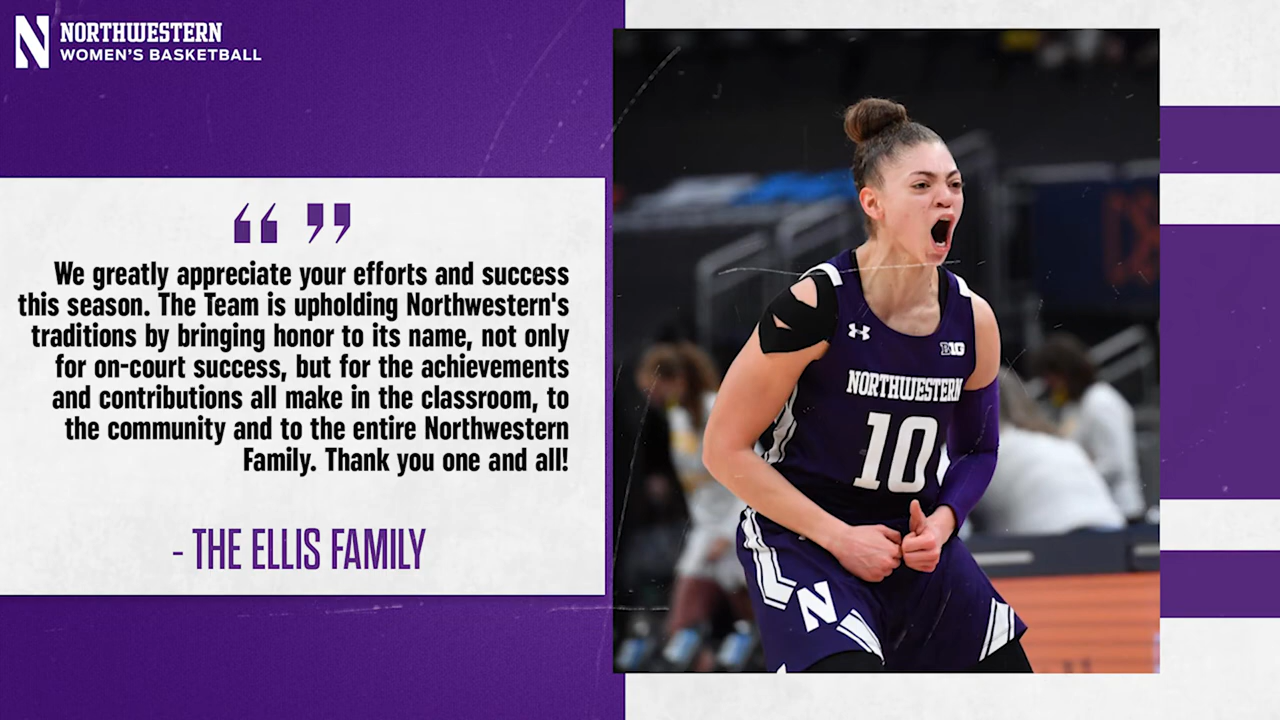 N
NORTHWESTERN
WOMEN'S BASKETBALL
“ ”
We greatly appreciate your efforts and success
this season. The Team is upholding Northwestern's
traditions by bringing honor to its name, not only
for on-court success, but for the achievements
and contributions all make in the classroom, to
the community and to the entire Northwestern
Family. Thank you one and all!
- THE ELLIS FAMILY
B1G
NORTHWESTERN
10
N